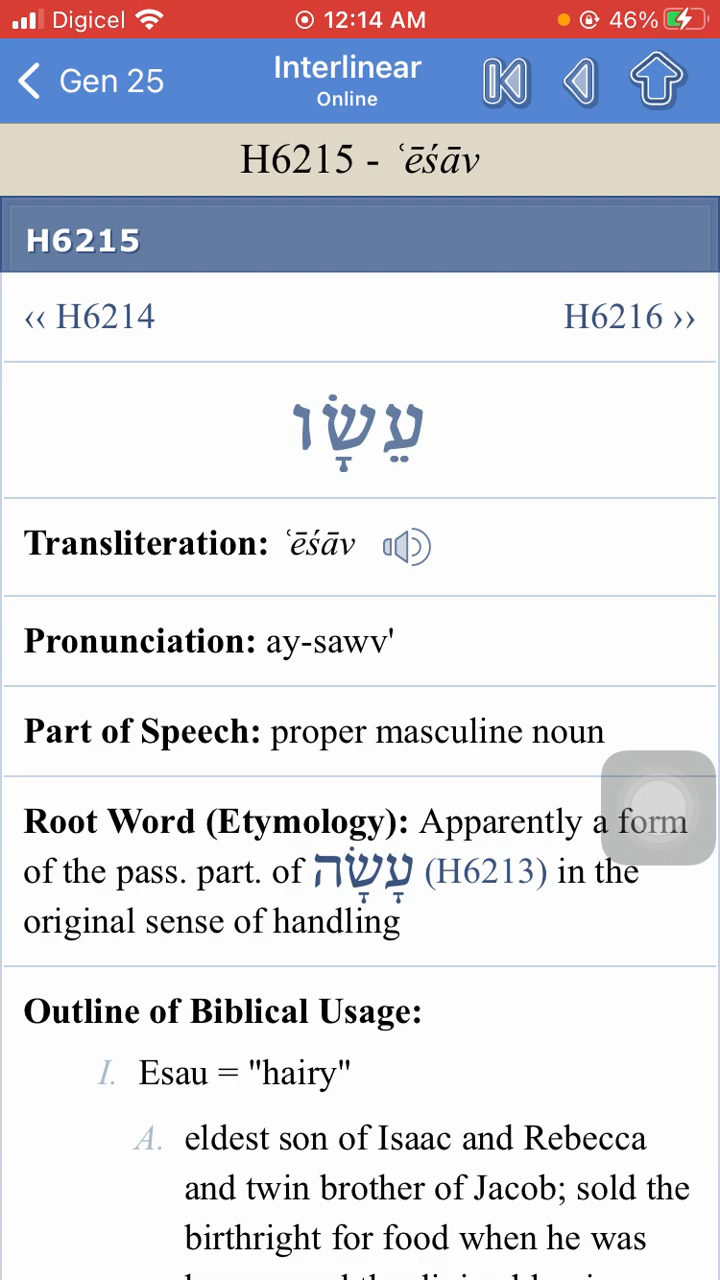 Digicel 12:14 AM 46%
Gen 25 Interlinear
Online
H6215 - ʿēśāv
H6215
‹‹ H6214 H6216 ››
עֵשָׂו
Transliteration: ʿēśāv
Pronunciation: ay-sawv'
Part of Speech: proper masculine noun
Root Word (Etymology): Apparently a form
of the pass. part. of עָשָׂה (H6213) in the
original sense of handling
Outline of Biblical Usage:
I. Esau = "hairy"
A. eldest son of Isaac and Rebecca
and twin brother of Jacob; sold the
birthright for food when he was